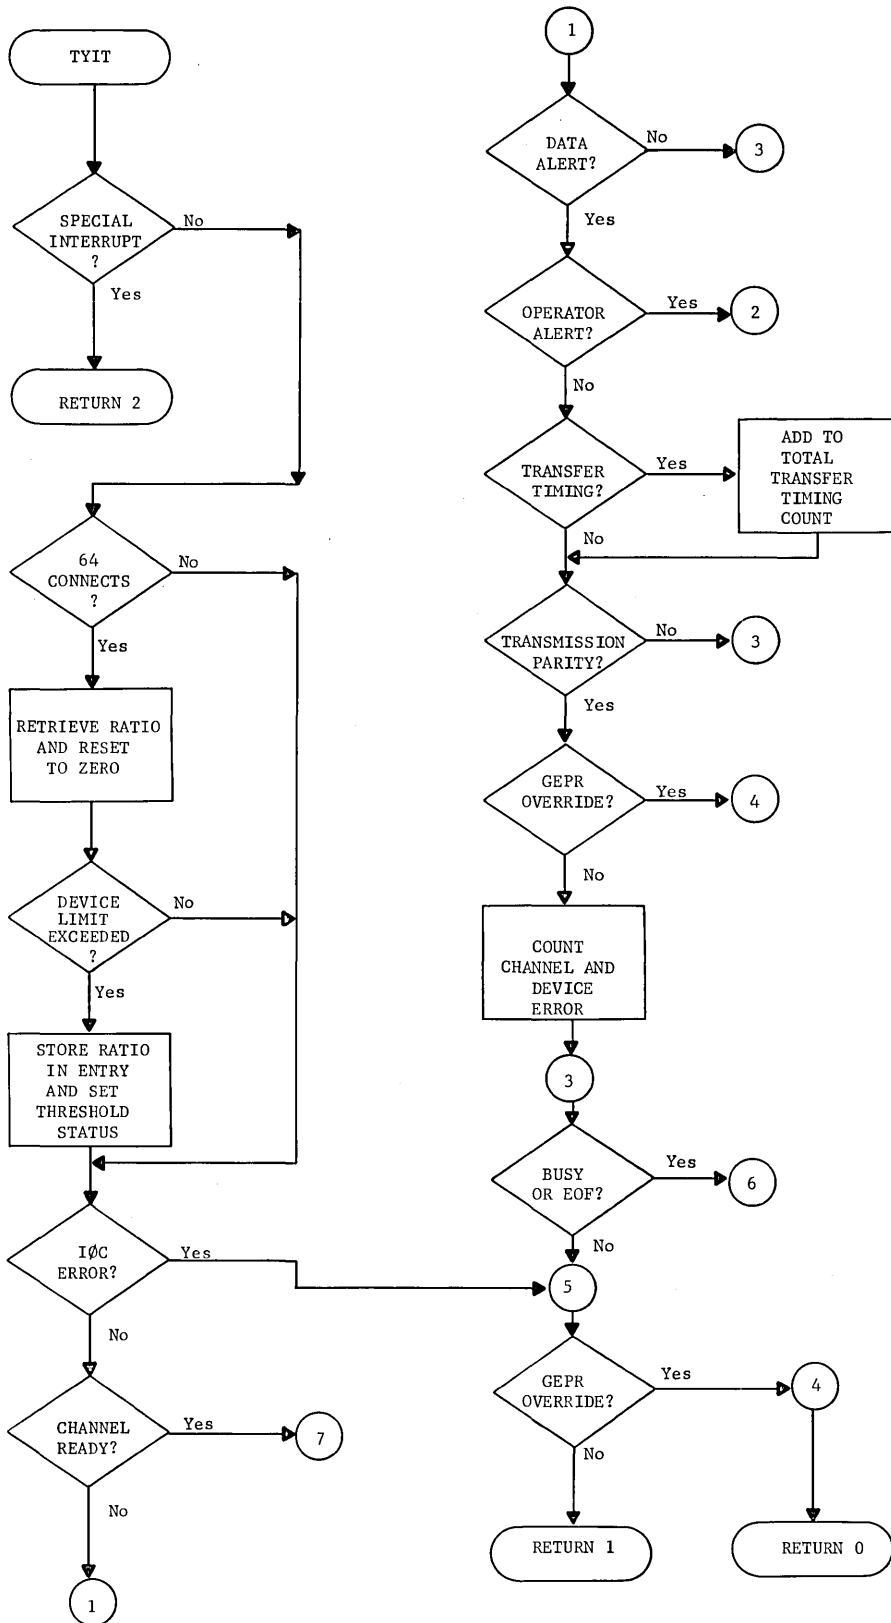 TYIT
SPECIAL
INTERRUPT
?
No
Yes
RETURN 2
64
CONNECTS
?
No
Yes
RETRIEVE RATIO
AND RESET
TO ZERO
DEVICE
LIMIT
EXCEEDED
?
No
Yes
STORE RATIO
IN ENTRY
AND SET
THRESHOLD
STATUS
IØC
ERROR?
Yes
No
CHANNEL
READY?
Yes
7
No
1
1
DATA
ALERT?
No
3
Yes
OPERATOR
ALERT?
Yes
2
No
TRANSFER
TIMING?
Yes
ADD TO
TOTAL
TRANSFER
TIMING
COUNT
No
TRANSMISSION
PARITY?
No
3
Yes
GEPR
OVERRIDE?
Yes
4
No
COUNT
CHANNEL AND
DEVICE
ERROR
3
BUSY
OR EOF?
Yes
6
No
5
GEPR
OVERRIDE?
Yes
4
No
RETURN 1
RETURN 0